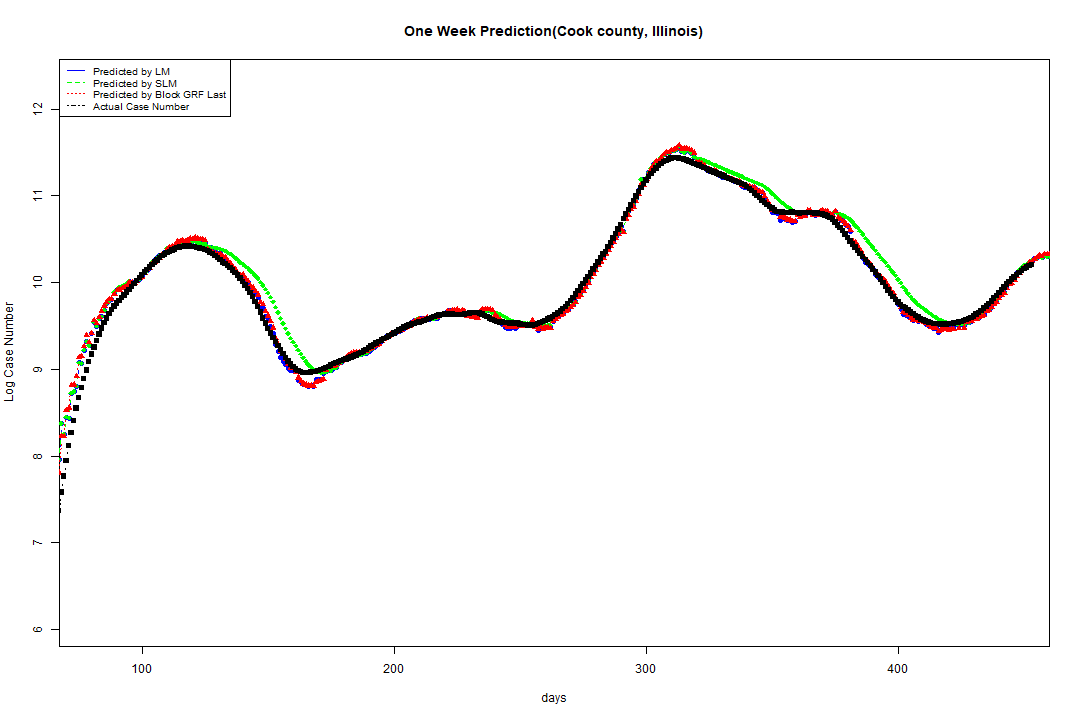 One Week Prediction(Cook county, Illinois)
Predicted by LM
Predicted by SLM
Predicted by Block GRF Last
Actual Case Number
12
11
10
9
8
7
6
Log Case Number
100 200 300 400
days